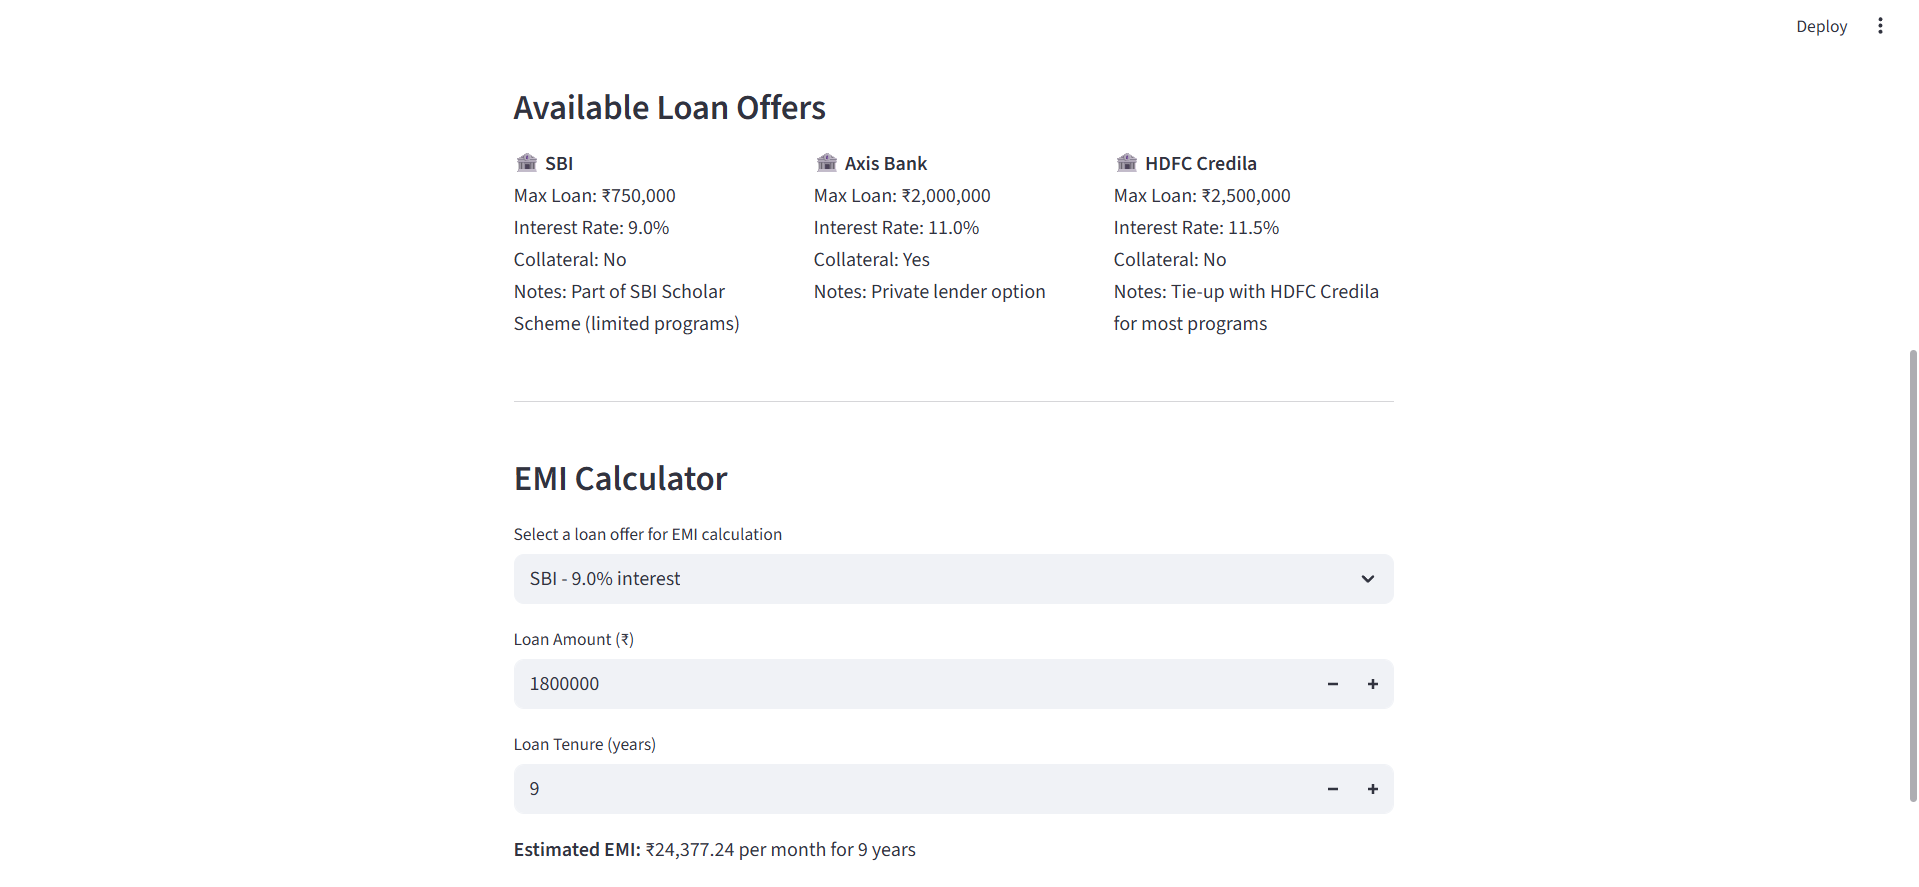 Deploy
Available Loan Offers
SBI
Max Loan: ₹750,000
Interest Rate: 9.0%
Collateral: No
Notes: Part of SBI Scholar
Scheme (limited programs)
Axis Bank
Max Loan: ₹2,000,000
Interest Rate: 11.0%
Collateral: Yes
Notes: Private lender option
HDFC Credila
Max Loan: ₹2,500,000
Interest Rate: 11.5%
Collateral: No
Notes: Tie-up with HDFC Credila
for most programs
EMI Calculator
Select a loan offer for EMI calculation
SBI - 9.0% interest
Loan Amount (₹)
1800000
Loan Tenure (years)
9
Estimated EMI: ₹24,377.24 per month for 9 years